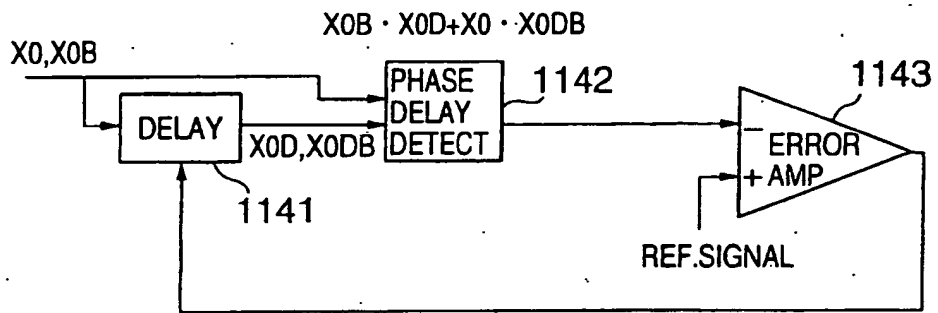 X0B · X0D+X0 · X0DB
X0,X0B
PHASE
DELAY
DETECT
1142
1143
DELAY
X0D,X0DB
1141
−
ERROR
+ AMP
REF.SIGNAL